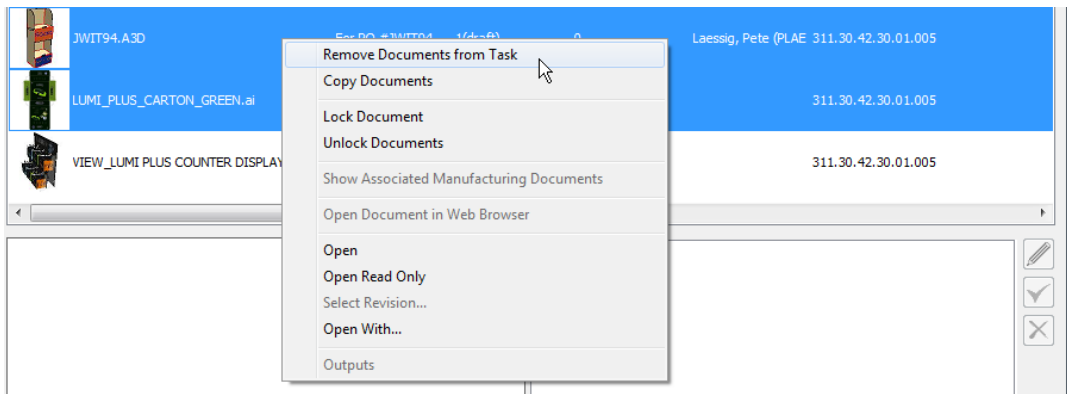 JWIT94.A3D For PO #JWIT94 1(draft) 0 Laessig, Pete (PLAE 311.30.42.30.01.005
Remove Documents from Task
Copy Documents
LUMI_PLUS_CARTON_GREEN.ai 311.30.42.30.01.005
Lock Document
Unlock Documents
VIEW_LUMI PLUS COUNTER DISPLAY 311.30.42.30.01.005
Show Associated Manufacturing Documents
Open Document in Web Browser
Open
Open Read Only
Select Revision...
Open With...
Outputs